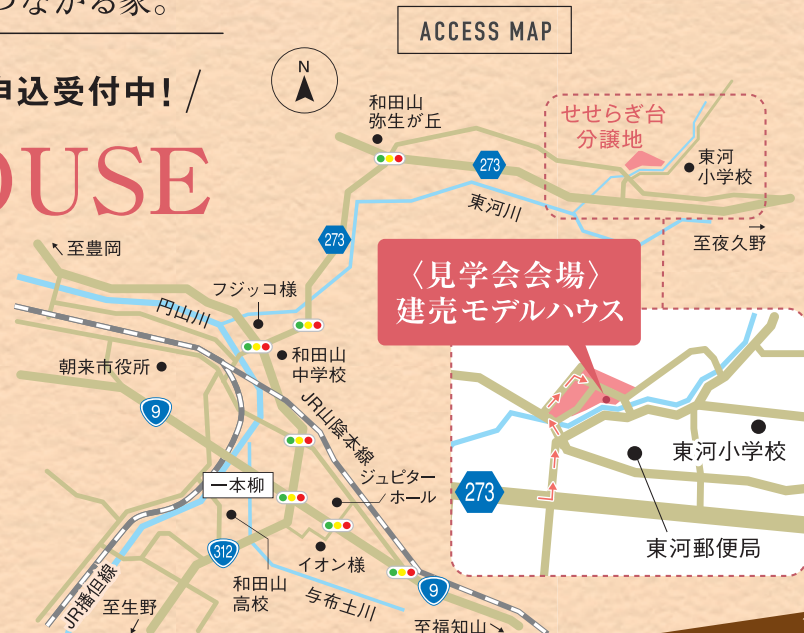 つながる家。
ACCESS MAP
申込受付中!
OUSE
N
和田山
弥生が丘
273
せせらぎ台
分譲地
東河
小学校
東河川
至夜久野
273
至豊岡
円山川
フジッコ様
〈見学会会場〉
建売モデルハウス
朝来市役所
和田山
中学校
9
JR山陰本線
ジュピター
ホール
一本柳
312
和田山
高校
イオン様
与布土川
9
JR播但線
至生野
至福知山
273
東河小学校
東河郵便局